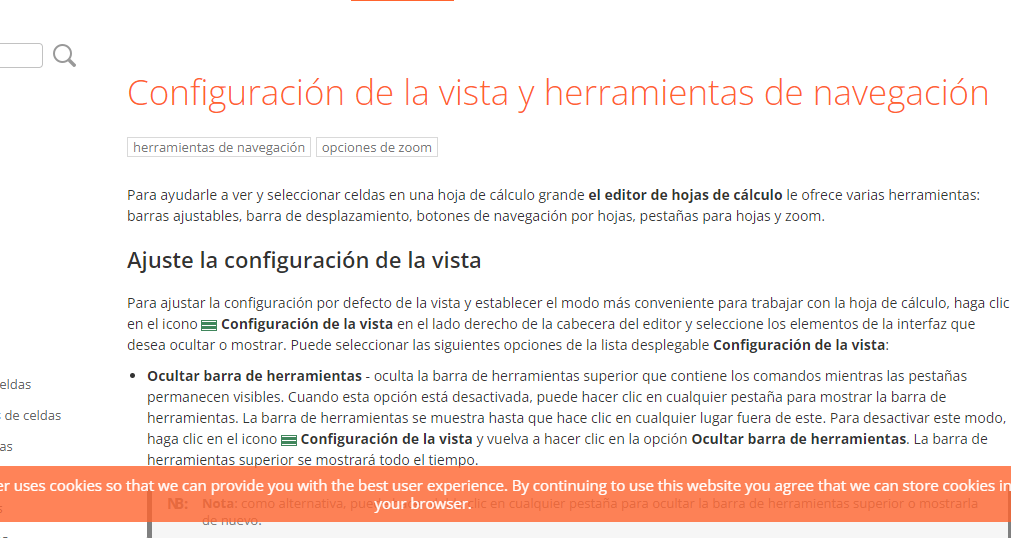 Configuración de la vista y herramientas de navegación
herramientas de navegación
opciones de zoom
Para ayudarle a ver y seleccionar celdas en una hoja de cálculo grande el editor de hojas de cálculo le ofrece varias herramientas:
barras ajustables, barra de desplazamiento, botones de navegación por hojas, pestañas para hojas y zoom.
Ajuste la configuración de la vista
Para ajustar la configuración por defecto de la vista y establecer el modo más conveniente para trabajar con la hoja de cálculo, haga clic
en el icono Configuración de la vista en el lado derecho de la cabecera del editor y seleccione los elementos de la interfaz que
desea ocultar o mostrar. Puede seleccionar las siguientes opciones de la lista desplegable Configuración de la vista:
• Ocultar barra de herramientas - oculta la barra de herramientas superior que contiene los comandos mientras las pestañas
permanecen visibles. Cuando esta opción está desactivada, puede hacer clic en cualquier pestaña para mostrar la barra de
herramientas. La barra de herramientas se muestra hasta que hace clic en cualquier lugar fuera de este. Para desactivar este modo,
haga clic en el icono Configuración de la vista y vuelva a hacer clic en la opción Ocultar barra de herramientas. La barra de
herramientas superior se mostrará todo el tiempo.
eldas
s de celdas
as
er uses cookies so that we can provide you with the best user experience. By continuing to use this website you agree that we can store cookies in
your browser.
NB: Nota: como alternativa, clic en cualquier pestaña para ocultar la barra de herramientas superior o mostrarla
de nuevo.